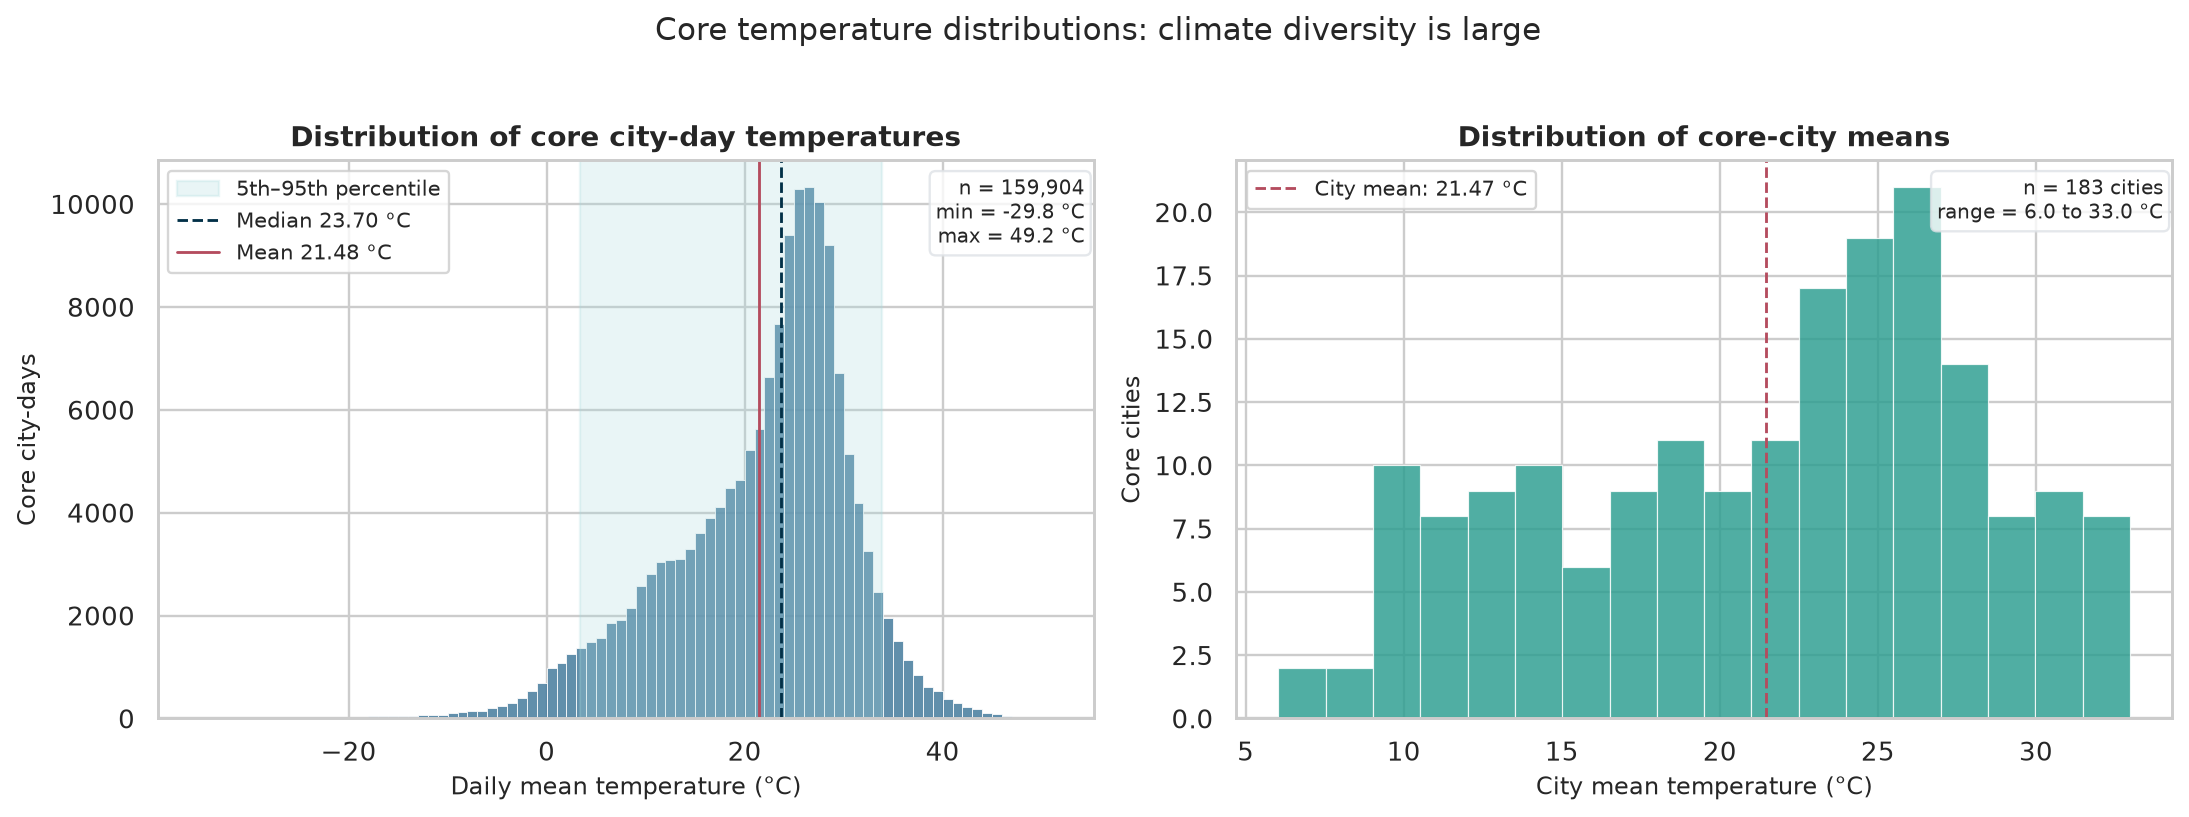 Core temperature distributions: climate diversity is large
Distribution of core city-day temperatures
5th–95th percentile
Median 23.70 °C
Mean 21.48 °C
n = 159,904
min = -29.8 °C
max = 49.2 °C
Core city-days
10000
8000
6000
4000
2000
0
−20
0
20
40
Daily mean temperature (°C)
Distribution of core-city means
City mean: 21.47 °C
n = 183 cities
range = 6.0 to 33.0 °C
Core cities
20.0
17.5
15.0
12.5
10.0
7.5
5.0
2.5
0.0
5
10
15
20
25
30
City mean temperature (°C)